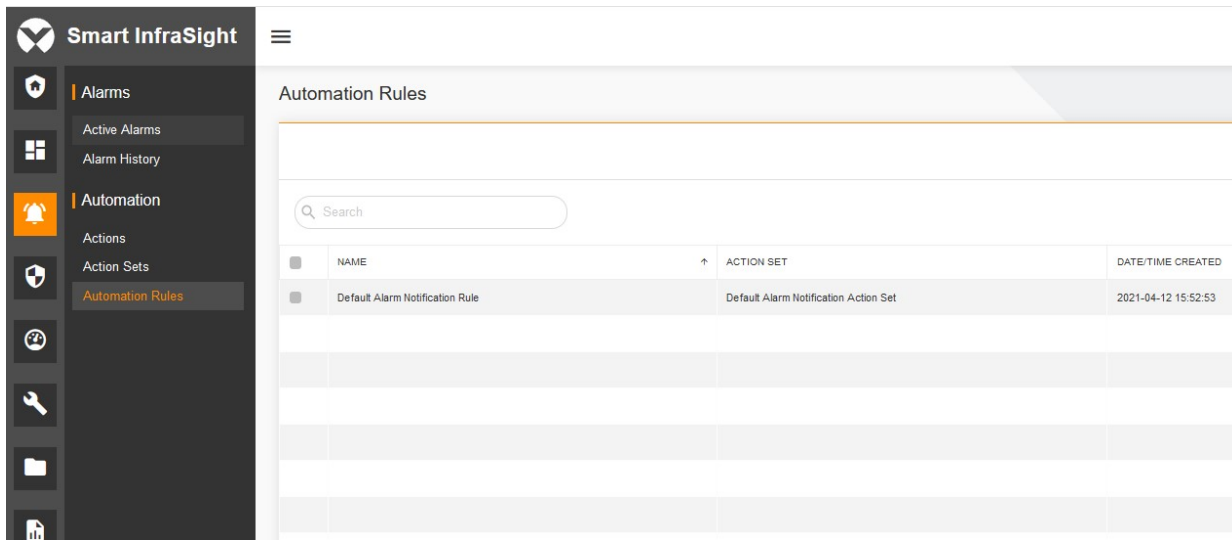 Smart InfraSight
Alarms
Active Alarms
Alarm History
Automation
Actions
Action Sets
Automation Rules
Automation Rules
Search
NAME ↑ ACTION SET DATE/TIME CREATED
Default Alarm Notification Rule Default Alarm Notification Action Set 2021-04-12 15:52:53